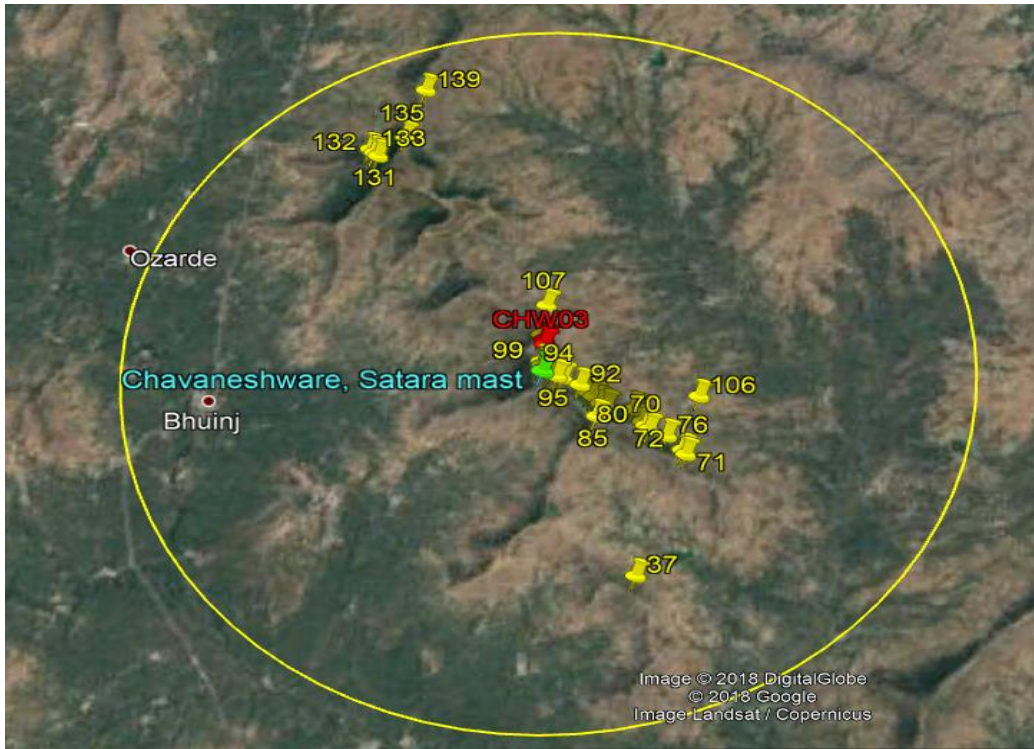 139
135
132
133
131
Ozarde
107
CHW03
99
94
Chavaneshware, Satara mast
92
95
106
Bhuinj
80
70
85
72
76
71
37
Image © 2018 DigitalGlobe
© 2018 Google
Image Landsat / Copernicus